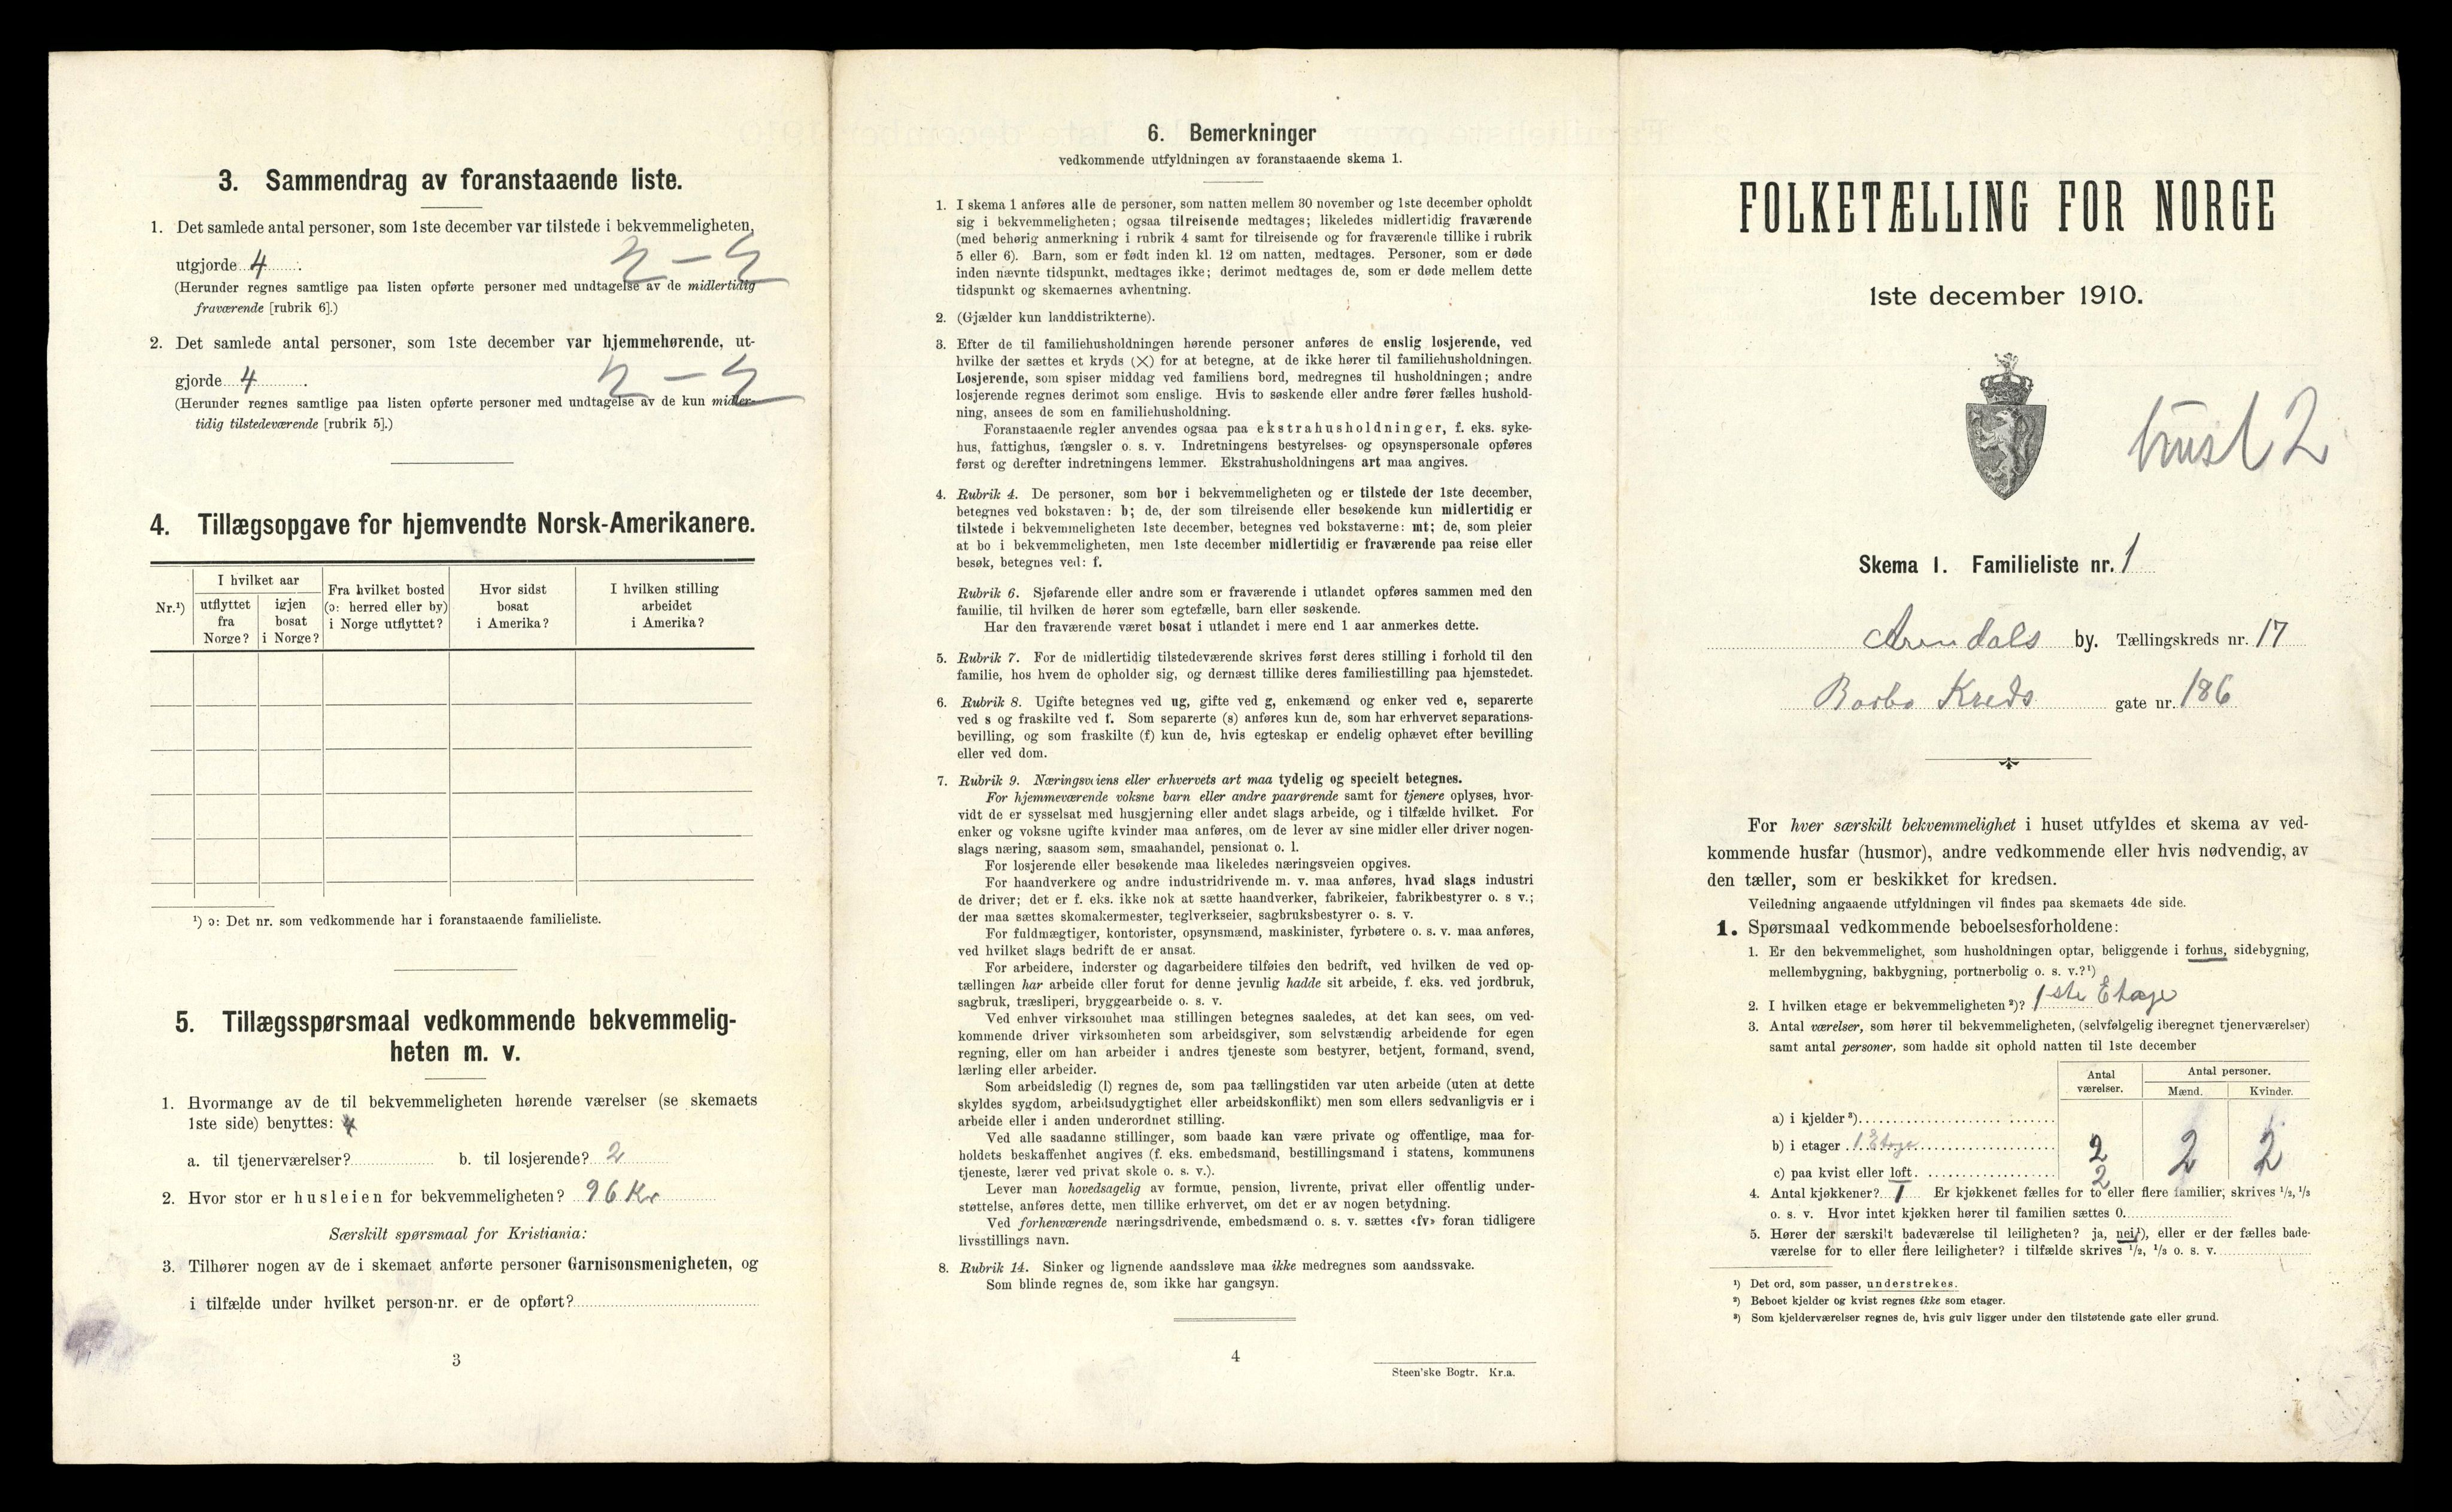 3. Sammendrag av foranstaaende liste.
1. Det samlede antal personer, som 1ste december var tilstede i bekvemmeligheten,
utgjorde 4. 2 – 2
(Herunder regnes samtlige paa listen opførte personer med undtagelse av de midlertidig
fraværende [rubrik 6].)
2. Det samlede antal personer, som 1ste december var hjemmehørende, ut-
gjorde 4. 2 – 2
(Herunder regnes samtlige paa listen opførte personer med undtagelse av de kun midler-
tidig tilstedeværende [rubrik 5].)
4. Tillægsopgave for hjemvendte Norsk-Amerikanere.
Nr.¹)
I hvilket aar
utflyttet fra Norge?
igjen bosat i Norge?
Fra hvilket bosted (ɔ: herred eller by) i Norge utflyttet?
Hvor sidst bosat i Amerika?
I hvilken stilling arbeidet i Amerika?
¹) ɔ: Det nr. som vedkommende har i foranstaaende familieliste.
5. Tillægsspørsmaal vedkommende bekvemmelig-
heten m. v.
1. Hvormange av de til bekvemmeligheten hørende værelser (se skemaets
1ste side) benyttes: 4
a. til tjenerværelser? b. til losjerende? 2
2. Hvor stor er husleien for bekvemmeligheten? 96 Kr
Særskilt spørsmaal for Kristiania:
3. Tilhører nogen av de i skemaet anførte personer Garnisonsmenigheten, og
i tilfælde under hvilket person-nr. er de opført?
3
6. Bemerkninger
vedkommende utfyldningen av foranstaaende skema 1.
1. I skema 1 anføres alle de personer, som natten mellem 30 november og 1ste december opholdt
sig i bekvemmeligheten; ogsaa tilreisende medtages; likeledes midlertidig fraværende
(med behørig anmerkning i rubrik 4 samt for tilreisende og for fraværende tillike i rubrik
5 eller 6). Barn, som er født inden kl. 12 om natten, medtages. Personer, som er døde
inden nævnte tidspunkt, medtages ikke; derimot medtages de, som er døde mellem dette
tidspunkt og skemaernes avhentning.
2. (Gjælder kun landdistrikterne).
3. Efter de til familiehusholdningen hørende personer anføres de enslig losjerende, ved
hvilke der sættes et kryds (×) for at betegne, at de ikke hører til familiehusholdningen.
Losjerende, som spiser middag ved familiens bord, medregnes til husholdningen; andre
losjerende regnes derimot som enslige. Hvis to søskende eller andre fører fælles hushold-
ning, ansees de som en familiehusholdning.
Foranstaaende regler anvendes ogsaa paa ekstrahusholdninger, f. eks. syke-
hus, fattighus, fængsler o. s. v. Indretningens bestyrelses- og opsynspersonale opføres
først og derefter indretningens lemmer. Ekstrahusholdningens art maa angives.
4. Rubrik 4. De personer, som bor i bekvemmeligheten og er tilstede der 1ste december,
betegnes ved bokstaven: b; de, der som tilreisende eller besøkende kun midlertidig er
tilstede i bekvemmeligheten 1ste december, betegnes ved bokstaverne: mt; de, som pleier
at bo i bekvemmeligheten, men 1ste december midlertidig er fraværende paa reise eller
besøk, betegnes ved: f.
Rubrik 6. Sjøfarende eller andre som er fraværende i utlandet opføres sammen med den
familie, til hvilken de hører som egtefælle, barn eller søskende.
Har den fraværende været bosat i utlandet i mere end 1 aar anmerkes dette.
5. Rubrik 7. For de midlertidig tilstedeværende skrives først deres stilling i forhold til den
familie, hos hvem de opholder sig, og dernæst tillike deres familiestilling paa hjemstedet.
6. Rubrik 8. Ugifte betegnes ved ug, gifte ved g, enkemænd og enker ved e, separerte
ved s og fraskilte ved f. Som separerte (s) anføres kun de, som har erhvervet separations-
bevilling, og som fraskilte (f) kun de, hvis egteskap er endelig ophævet efter bevilling
eller ved dom.
7. Rubrik 9. Næringsveiens eller erhvervets art maa tydelig og specielt betegnes.
For hjemmeværende voksne barn eller andre paarørende samt for tjenere oplyses, hvor-
vidt de er sysselsat med husgjerning eller andet slags arbeide, og i tilfælde hvilket. For
enker og voksne ugifte kvinder maa anføres, om de lever av sine midler eller driver nogen-
slags næring, saasom søm, smaahandel, pensionat o. l.
For losjerende eller besøkende maa likeledes næringsveien opgives.
For haandverkere og andre industridrivende m. v. maa anføres, hvad slags industri
de driver; det er f. eks. ikke nok at sætte haandverker, fabrikeier, fabrikbestyrer o. s v.;
der maa sættes skomakermester, teglverkseier, sagbruksbestyrer o. s. v.
For fuldmægtiger, kontorister, opsynsmænd, maskinister, fyrbøtere o. s. v. maa anføres,
ved hvilket slags bedrift de er ansat.
For arbeidere, inderster og dagarbeidere tilføies den bedrift, ved hvilken de ved op-
tællingen har arbeide eller forut for denne jevnlig hadde sit arbeide, f. eks. ved jordbruk,
sagbruk, træsliperi, bryggearbeide o. s. v.
Ved enhver virksomhet maa stillingen betegnes saaledes, at det kan sees, om ved-
kommende driver virksomheten som arbeidsgiver, som selvstændig arbeidende for egen
regning, eller om han arbeider i andres tjeneste som bestyrer, betjent, formand, svend,
lærling eller arbeider.
Som arbeidsledig (l) regnes de, som paa tællingstiden var uten arbeide (uten at dette
skyldes sygdom, arbeidsudygtighet eller arbeidskonflikt) men som ellers sedvanligvis er i
arbeide eller i anden underordnet stilling.
Ved alle saadanne stillinger, som baade kan være private og offentlige, maa for-
holdets beskaffenhet angives (f. eks. embedsmand, bestillingsmand i statens, kommunens
tjeneste, lærer ved privat skole o. s. v.).
Lever man hovedsagelig av formue, pension, livrente, privat eller offentlig under-
støttelse, anføres dette, men tillike erhvervet, om det er av nogen betydning.
Ved forhenværende næringsdrivende, embedsmænd o. s. v. sættes «fv» foran tidligere
livsstillings navn.
8. Rubrik 14. Sinker og lignende aandssløve maa ikke medregnes som aandssvake.
Som blinde regnes de, som ikke har gangsyn.
4
Steen'ske Bogtr. Kr.a.
FOLKETÆLLING FOR NORGE
1ste december 1910.
2
Skema 1. Familieliste nr. 1
Arendals by. Tællingskreds nr. 17
Barbo Kreds gate nr. 186
For hver særskilt bekvemmelighet i huset utfyldes et skema av ved-
kommende husfar (husmor), andre vedkommende eller hvis nødvendig, av
den tæller, som er beskikket for kredsen.
Veiledning angaaende utfyldningen vil findes paa skemaets 4de side.
1. Spørsmaal vedkommende beboelsesforholdene:
1. Er den bekvemmelighet, som husholdningen optar, beliggende i forhus, sidebygning,
mellembygning, bakbygning, portnerbolig o. s. v.?¹)
2. I hvilken etage er bekvemmeligheten²)? 1ste Etage
3. Antal værelser, som hører til bekvemmeligheten, (selvfølgelig iberegnet tjenerværelser)
samt antal personer, som hadde sit ophold natten til 1ste december
Antal værelser. Antal personer.
Mænd. Kvinder.
a) i kjelder³)
b) i etager 1 Etage 2 2 2
c) paa kvist eller loft 2
4. Antal kjøkkener? 1 Er kjøkkenet fælles for to eller flere familier, skrives 1/2, 1/3
o. s. v. Hvor intet kjøkken hører til familien sættes 0.
5. Hører der særskilt badeværelse til leiligheten? ja, nei¹), eller er der fælles bade-
værelse for to eller flere leiligheter? i tilfælde skrives 1/2, 1/3 o. s. v.
¹) Det ord, som passer, understrekes.
²) Beboet kjelder og kvist regnes ikke som etager.
³) Som kjelderværelser regnes de, hvis gulv ligger under den tilstøtende gate eller grund.